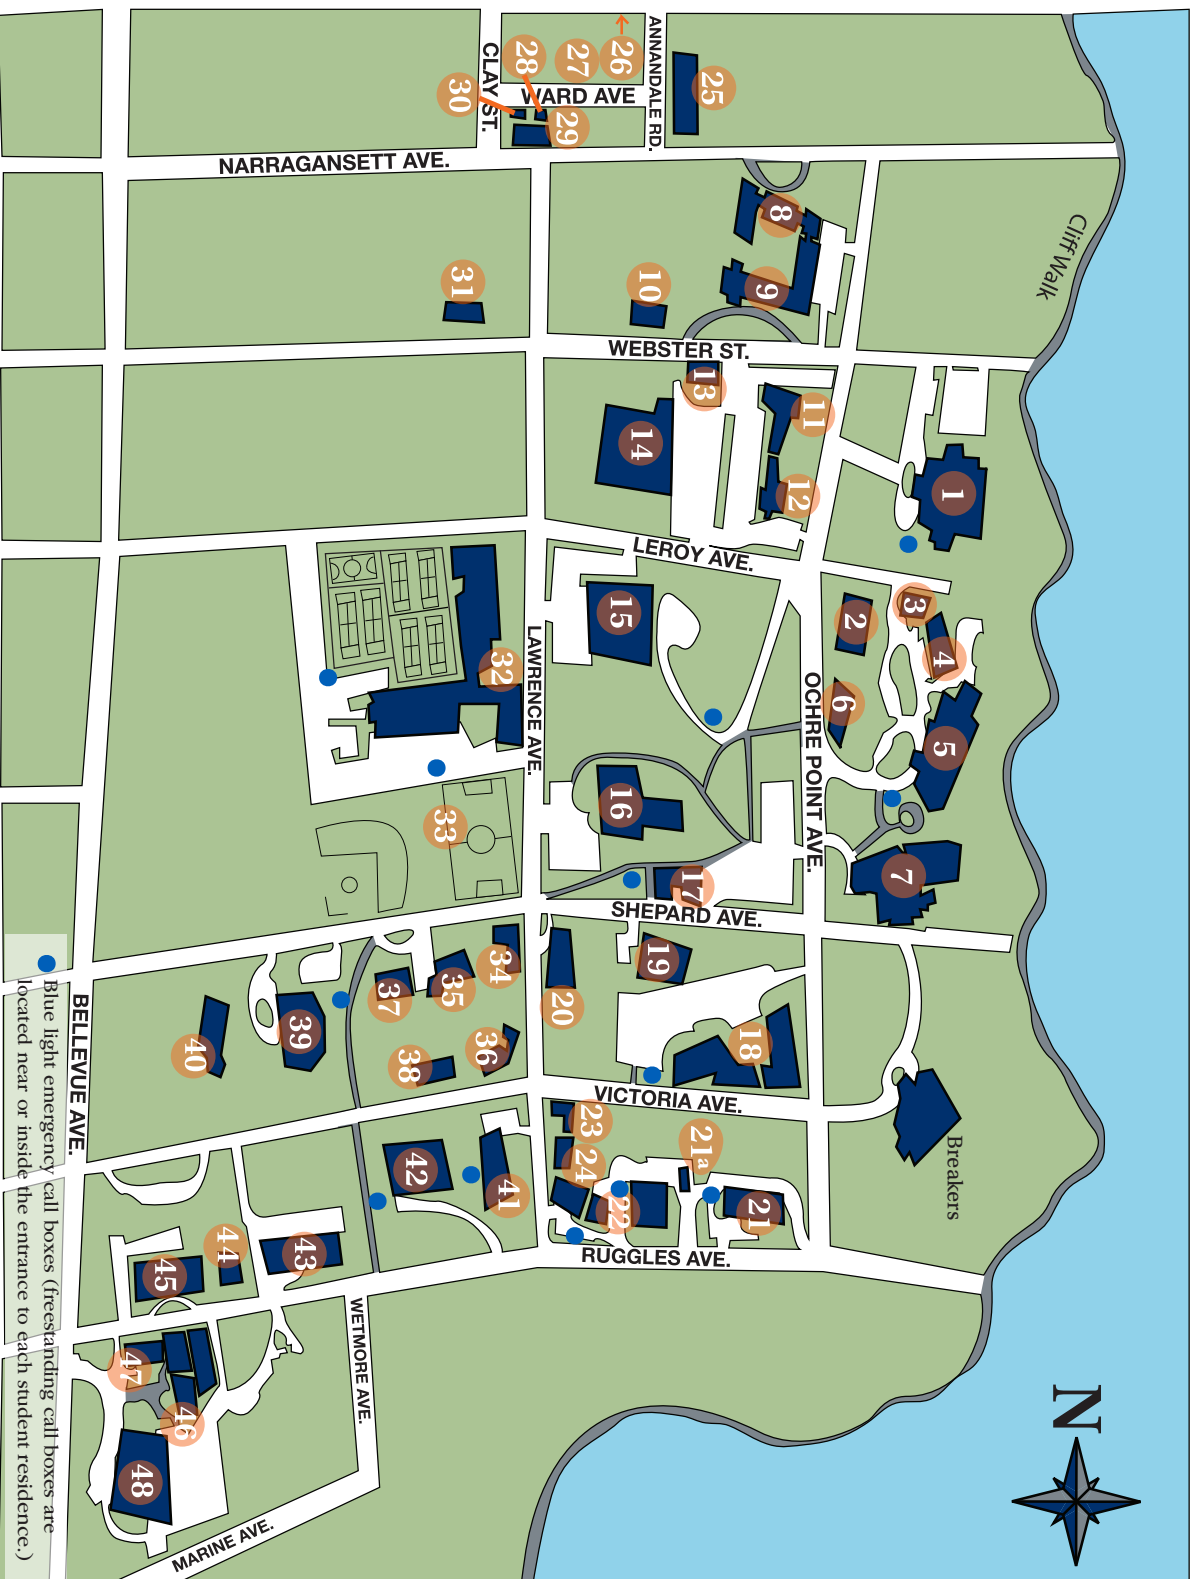 26
27
28
25
30
29
ANNANDALE RD.
CLAY ST.
WARD AVE
NARRAGANSETT AVE.
Cliff Walk
8
9
10
31
WEBSTER ST.
13
11
14
12
1
LEROY AVE.
15
2
3
4
32
6
5
LAWRENCE AVE.
OCHRE POINT AVE.
16
33
17
7
SHEPARD AVE.
34
35
37
19
20
39
40
36
38
18
BELLEVUE AVE.
VICTORIA AVE.
23
24
21a
Breakers
42
41
22
21
RUGGLES AVE.
44
43
45
WETMORE AVE.
47
46
48
MARINE AVE.
N
Blue light emergency call boxes (freestanding call boxes are
located near or inside the entrance to each student residence.)